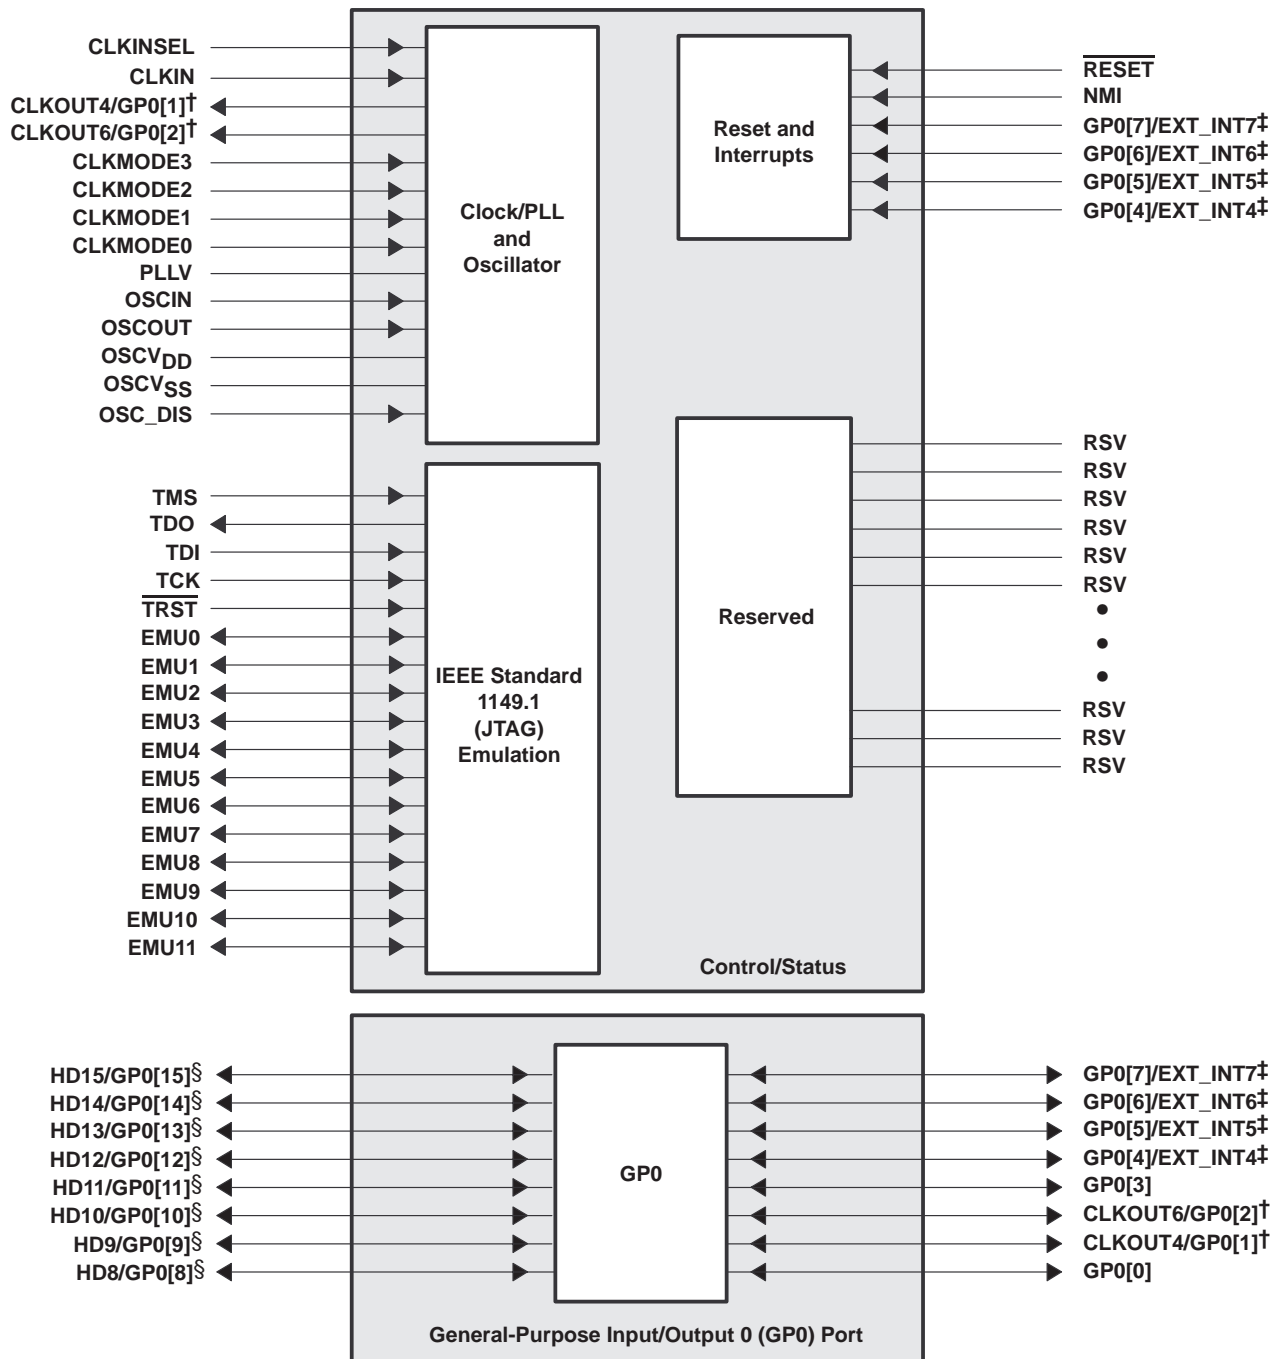 CLKINSEL
CLKIN
CLKOUT4/GP0[1]†
CLKOUT6/GP0[2]†
CLKMODE3
CLKMODE2
CLKMODE1
CLKMODE0
PLLV
OSCIN
OSCOUT
OSCVDD
OSCVSS
OSC_DIS
Clock/PLL
and
Oscillator
Reset and
Interrupts
RESET
NMI
GP0[7]/EXT_INT7‡
GP0[6]/EXT_INT6‡
GP0[5]/EXT_INT5‡
GP0[4]/EXT_INT4‡
TMS
TDO
TDI
TCK
TRST
EMU0
EMU1
EMU2
EMU3
EMU4
EMU5
EMU6
EMU7
EMU8
EMU9
EMU10
EMU11
IEEE Standard
1149.1
(JTAG)
Emulation
Reserved
RSV
RSV
RSV
RSV
RSV
RSV
RSV
RSV
RSV
Control/Status
HD15/GP0[15]§
HD14/GP0[14]§
HD13/GP0[13]§
HD12/GP0[12]§
HD11/GP0[11]§
HD10/GP0[10]§
HD9/GP0[9]§
HD8/GP0[8]§
GP0
GP0[7]/EXT_INT7‡
GP0[6]/EXT_INT6‡
GP0[5]/EXT_INT5‡
GP0[4]/EXT_INT4‡
GP0[3]
CLKOUT6/GP0[2]†
CLKOUT4/GP0[1]†
GP0[0]
General-Purpose Input/Output 0 (GP0) Port